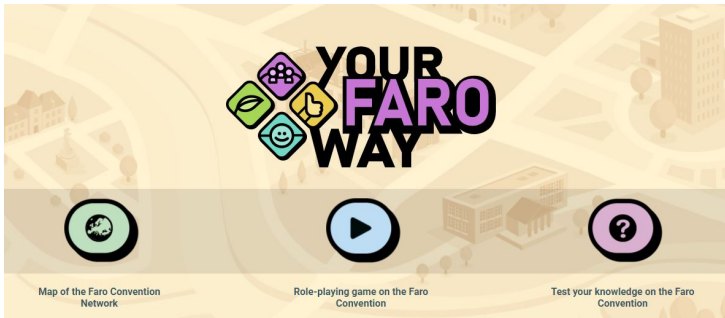 YOUR
FARO
WAY
Map of the Faro Convention
Network
Role-playing game on the Faro
Convention
Test your knowledge on the Faro
Convention